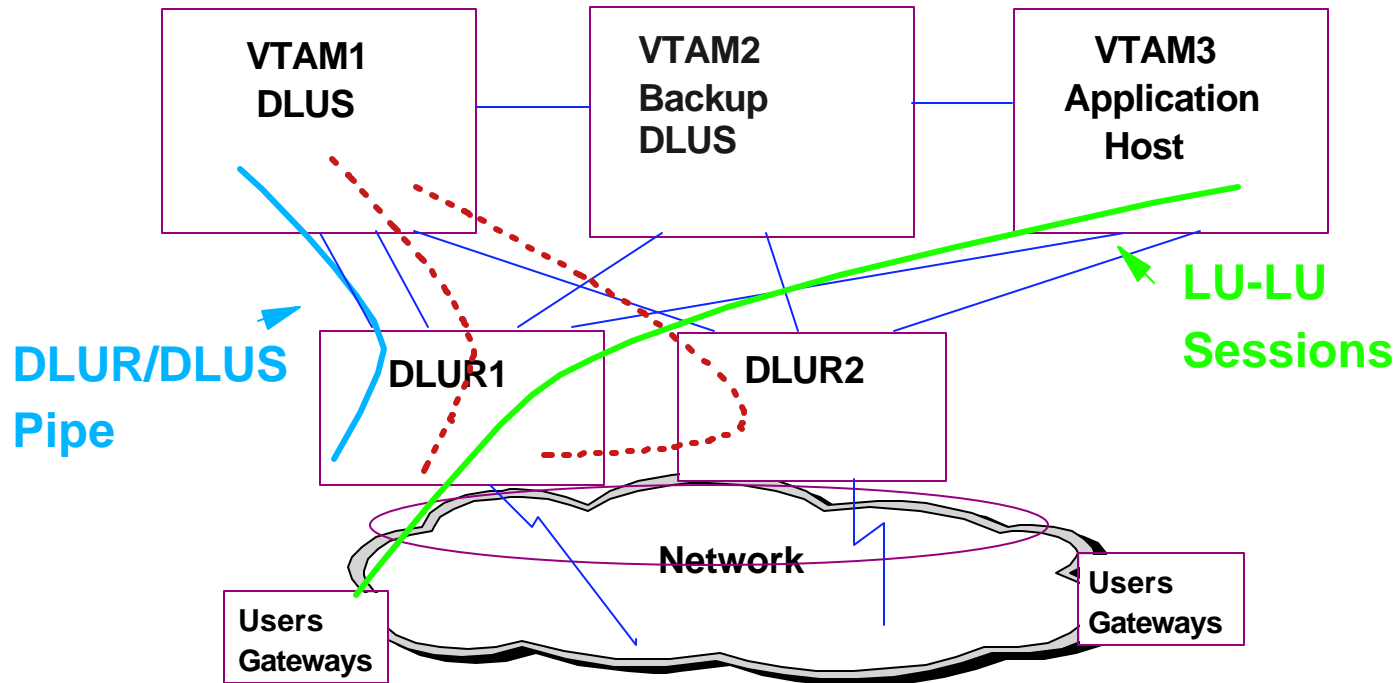 VTAM1
DLUS
VTAM2
Backup
DLUS
VTAM3
Application
Host
LU-LU
Sessions
DLUR/DLUS
Pipe
DLUR1
DLUR2
Network
Users
Gateways
Users
Gateways